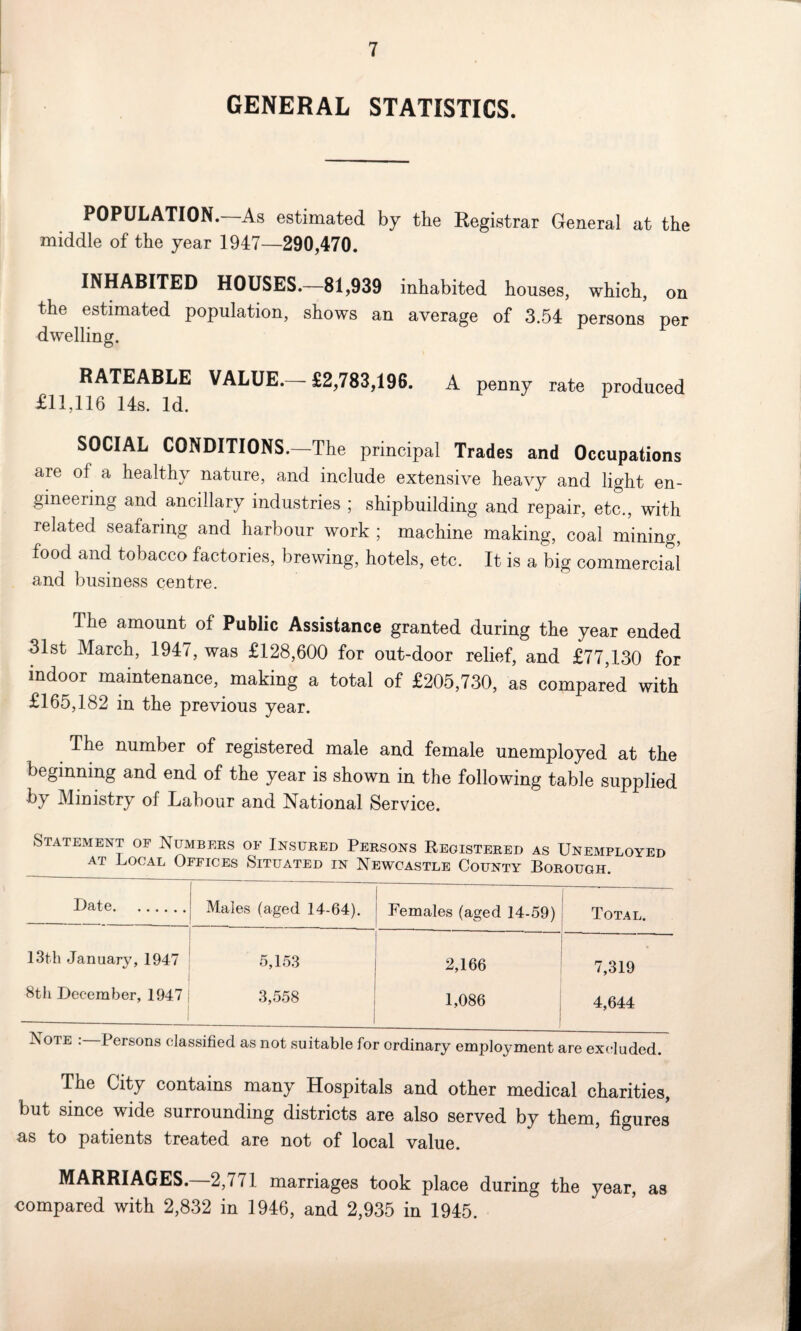 7
GENERAL STATISTICS.
POPULATION.—As estimated by the Registrar General at the
middle of the year 1947—290,470.
INHABITED HOUSES.—81,939 inhabited houses, which, on
the estimated population, shows an average of 3.54 persons per
dwelling.
RATEABLE VALUE.—£2,783,196. A penny rate produced
£11,116 14s. 1d.
SOCIAL CONDITIONS.—The principal Trades and Occupations
are of a healthy nature, and include extensive heavy and light en-
gineering and ancillary industries ; shipbuilding and repair, etc., with
related seafaring and harbour work ; machine making, coal mining,
food and tobacco factories, brewing, hotels, etc. It is a big commercial
and business centre.
The amount of Public Assistance granted during the year ended
31st March, 1947, was £128,600 for out-door relief, and £77,130 for
indoor maintenance, making a total of £205,730, as compared with
£165,182 in the previous year.
The number of registered male and female unemployed at the
beginning and end of the year is shown in the following table supplied
by Ministry of Labour and National Service.
STATEMENT OF NUMBERS OF INSURED PERSONS REGISTERED AS UNEMPLOYED
AT LOCAL OFFICES SITUATED IN NEWCASTLE COUNTY BOROUGH.
Date. ...... Males (aged 14-64). Females (aged 14-59) TOTAL.
13th January, 1947 5,153 2,166 7,319
8th December, 1947 3,558 1,086 4,644
NOTE :—Persons classified as not suitable for ordinary employment are excluded.
The City contains many Hospitals and other medical charities,
but since wide surrounding districts are also served by them, figures
as to patients treated are not of local value.
MARRIAGES.—2,771 marriages took place during the year, as
compared with 2,832 in 1946, and 2,935 in 1945.